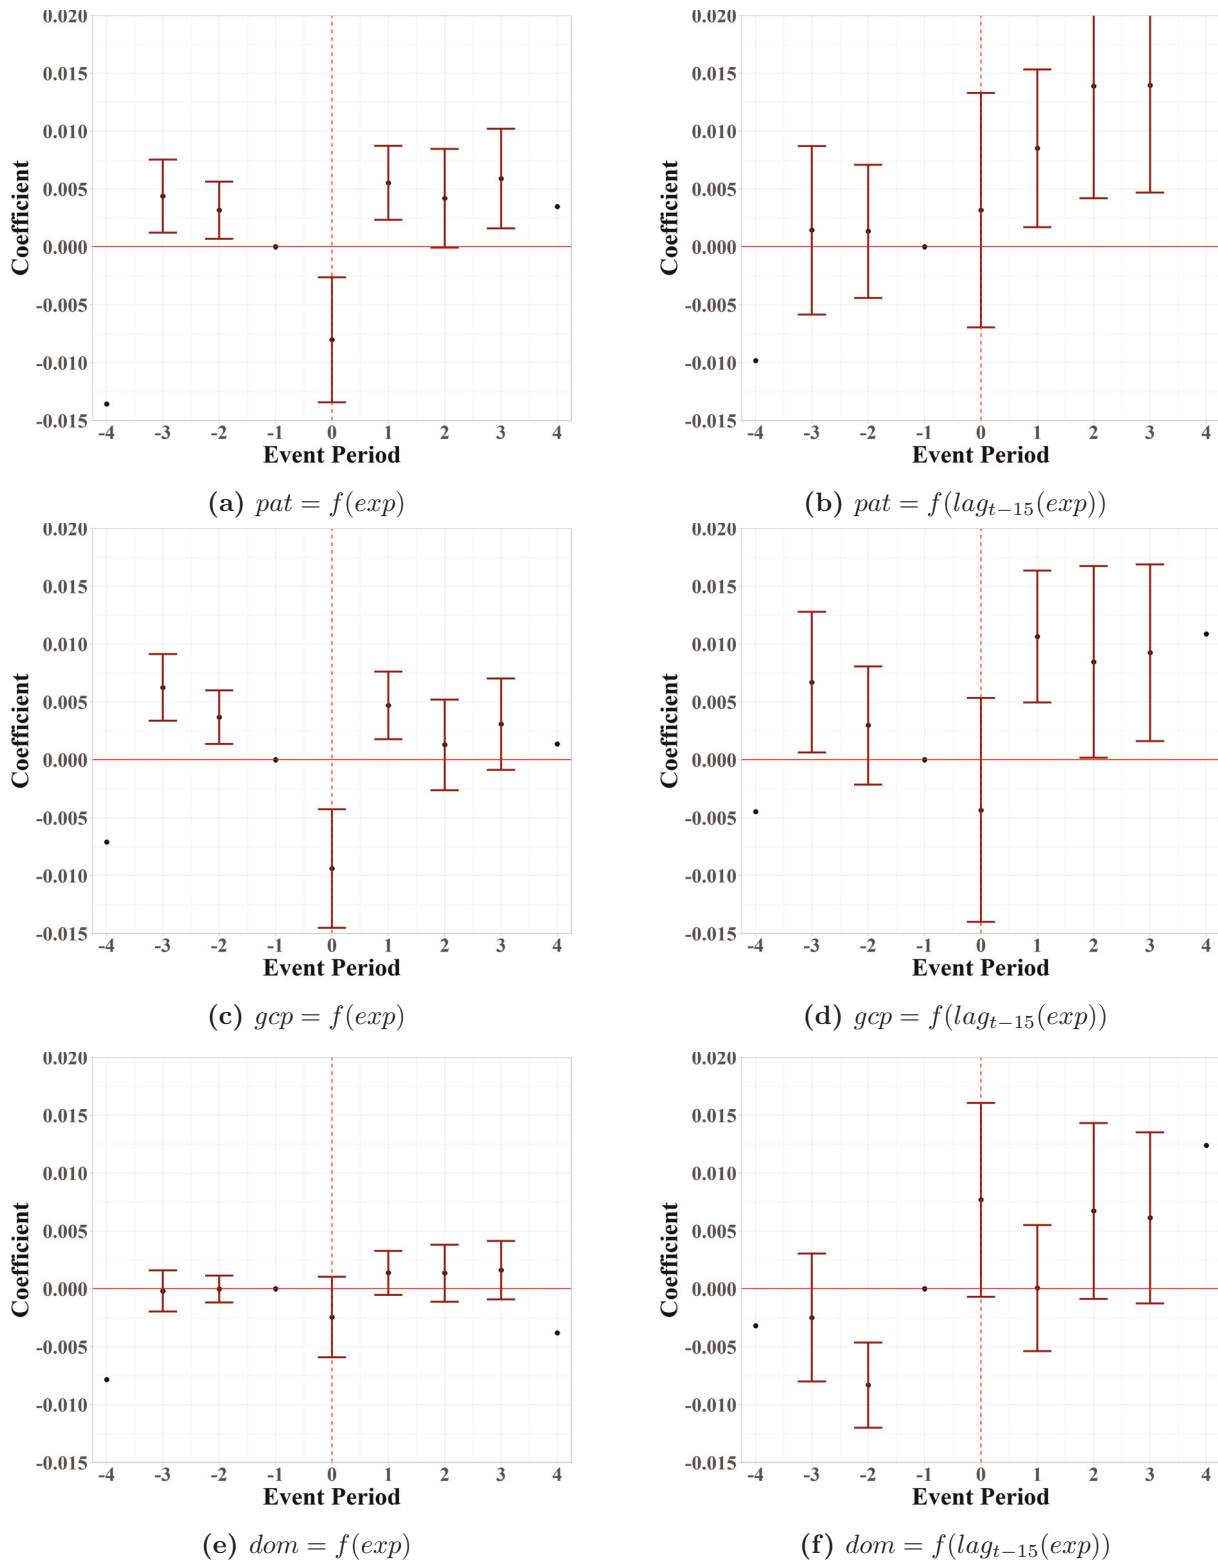 0.020 0.020
0.015 0.015
0.010 0.010
0.005 0.005
0.000 0.000
-0.005 -0.005
-0.010 -0.010
-0.015 -0.015
Coefficient Coefficient
-4 -3 -2 -1 0 1 2 3 4 -4 -3 -2 -1 0 1 2 3 4
Event Period Event Period
(a) pat = f(exp) (b) pat = f(lag_{t−15}(exp))
0.020 0.020
0.015 0.015
0.010 0.010
0.005 0.005
0.000 0.000
-0.005 -0.005
-0.010 -0.010
-0.015 -0.015
Coefficient Coefficient
-4 -3 -2 -1 0 1 2 3 4 -4 -3 -2 -1 0 1 2 3 4
Event Period Event Period
(c) gcp = f(exp) (d) gcp = f(lag_{t−15}(exp))
0.020 0.020
0.015 0.015
0.010 0.010
0.005 0.005
0.000 0.000
-0.005 -0.005
-0.010 -0.010
-0.015 -0.015
Coefficient Coefficient
-4 -3 -2 -1 0 1 2 3 4 -4 -3 -2 -1 0 1 2 3 4
Event Period Event Period
(e) dom = f(exp) (f) dom = f(lag_{t−15}(exp))